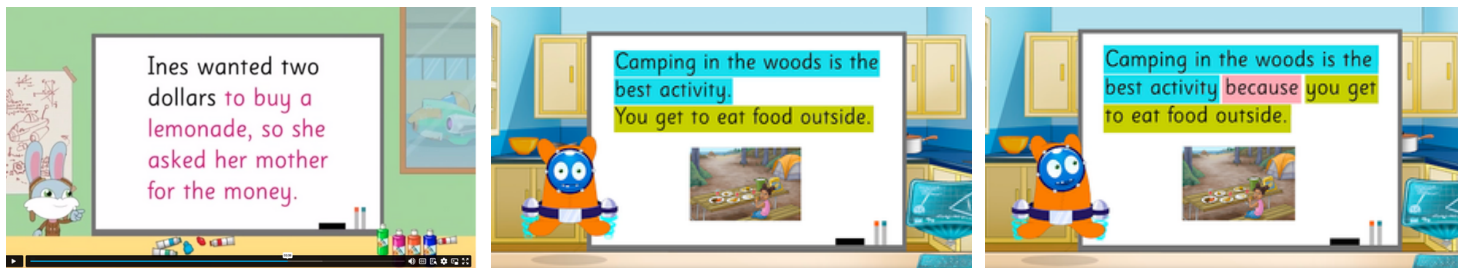 Ines wanted two
dollars to buy a
lemonade, so she
asked her mother
for the money.
Camping in the woods is the
best activity.
You get to eat food outside.
Camping in the woods is the
best activity because you get
to eat food outside.